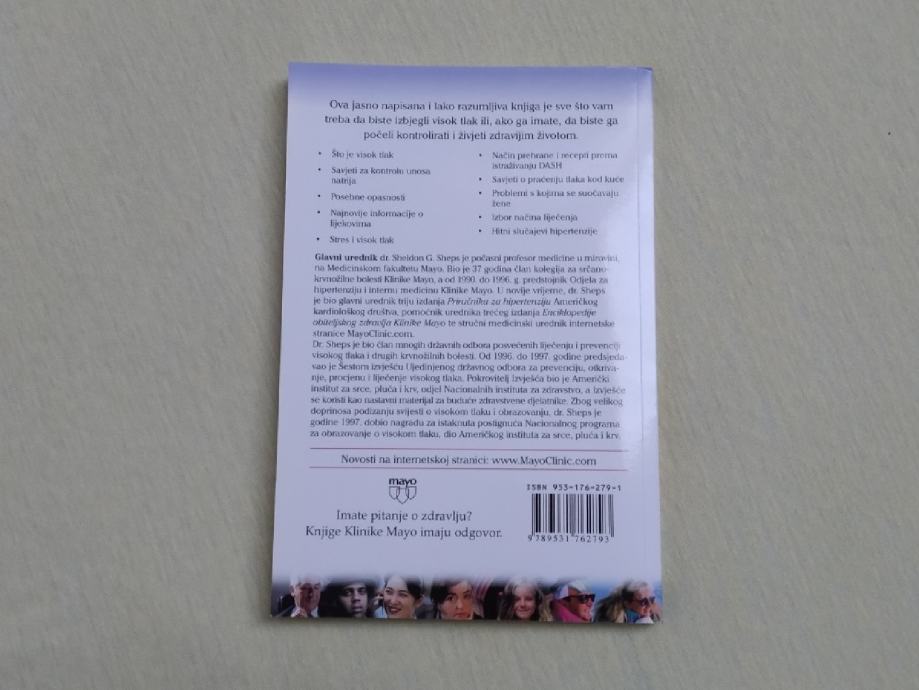 Ova jasno napisana i lako razumljiva knjiga je sve što vam
treba da biste izbjegli visok tlak ili, ako ga imate, da biste ga
počeli kontrolirati i živjeti zdravijim životom.
• Što je visok tlak
• Savjeti za kontrolu unosa
natrija
• Posebne opasnosti
• Najnovije informacije o
lijekovima
• Stres i visok tlak
• Način prehrane i recepti prema
istraživanju DASH
• Savjeti o praćenju tlaka kod kuće
• Problemi s kojima se suočavaju
žene
• Izbor načina liječenja
• Hitni slučajevi hipertenzije
Glavni urednik dr. Sheldon G. Sheps je počasni profesor medicine u mirovini,
na Medicinskom fakultetu Mayo. Bio je 37 godina član kolegija za srčano-
krvnožilne bolesti Klinike Mayo, a od 1990. do 1996. g. predstojnik Odjela za
hipertenziju i internu medicinu Klinike Mayo. U novije vrijeme, dr. Sheps
je bio glavni urednik triju izdanja Priručnika za hipertenziju Američkog
kardiološkog društva, pomoćnik urednika trećeg izdanja Enciklopedije
obiteljskog zdravlja Klinike Mayo te stručni medicinski urednik internetske
stranice MayoClinic.com.
Dr. Sheps je bio član mnogih državnih odbora posvećenih liječenju i prevenciji
visokog tlaka i drugih krvnožilnih bolesti. Od 1996. do 1997. godine predsjeda-
vao je Šestom izvješću Ujedinjenog državnog odbora za prevenciju, otkriva-
nje, procjenu i liječenje visokog tlaka. Pokrovitelj Izvješća bio je Američki
institut za srce, pluća i krv, odjel Nacionalnih instituta za zdravstvo, a Izvješće
se koristi kao nastavni materijal za buduće zdravstvene djelatnike. Zbog velikog
doprinosa podizanju svijesti o visokom tlaku i obrazovanju, dr. Sheps je
godine 1997. dobio nagradu za istaknuta postignuća Nacionalnog programa
za obrazovanje o visokom tlaku, dio Američkog instituta za srce, pluća i krv.
Novosti na internetskoj stranici: www.MayoClinic.com
mayo
Imate pitanje o zdravlju?
Knjige Klinike Mayo imaju odgovor.
ISBN 953-176-279-1
9 789531 762793